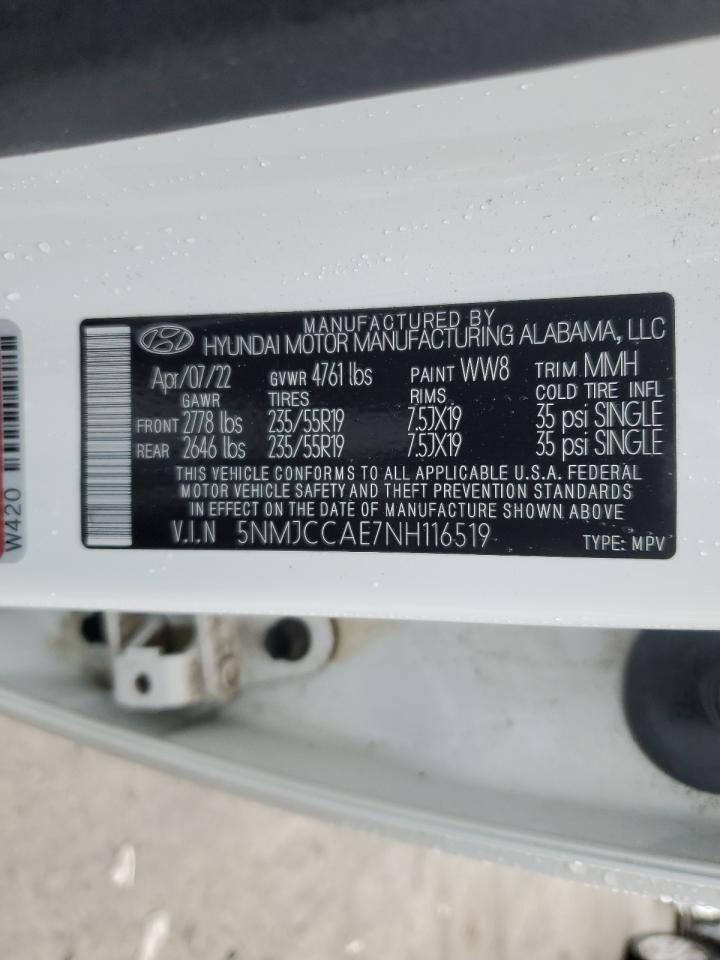 MANUFACTURED BY
HYUNDAI MOTOR MANUFACTURING ALABAMA, LLC
Apr/07/22 GVWR 4761 lbs PAINT WW8 TRIM MMH
GAWR TIRES RIMS COLD TIRE INFL
FRONT 2778 lbs 235/55R19 7.5JX19 35 psi SINGLE
REAR 2646 lbs 235/55R19 7.5JX19 35 psi SINGLE
THIS VEHICLE CONFORMS TO ALL APPLICABLE U.S.A. FEDERAL
MOTOR VEHICLE SAFETY AND THEFT PREVENTION STANDARDS
IN EFFECT ON THE DATE OF MANUFACTURE SHOWN ABOVE
V.I.N 5NMJCCAE7NH116519 TYPE: MPV
W420